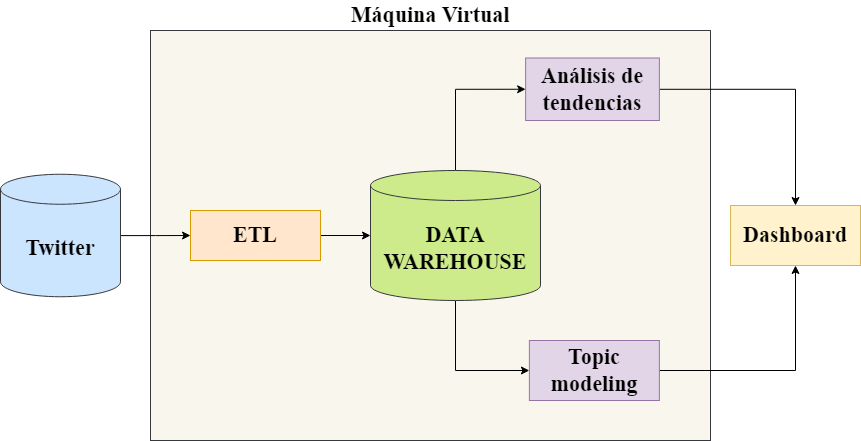 Máquina Virtual
Análisis de
tendencias
Twitter
ETL
DATA
WAREHOUSE
Dashboard
Topic
modeling